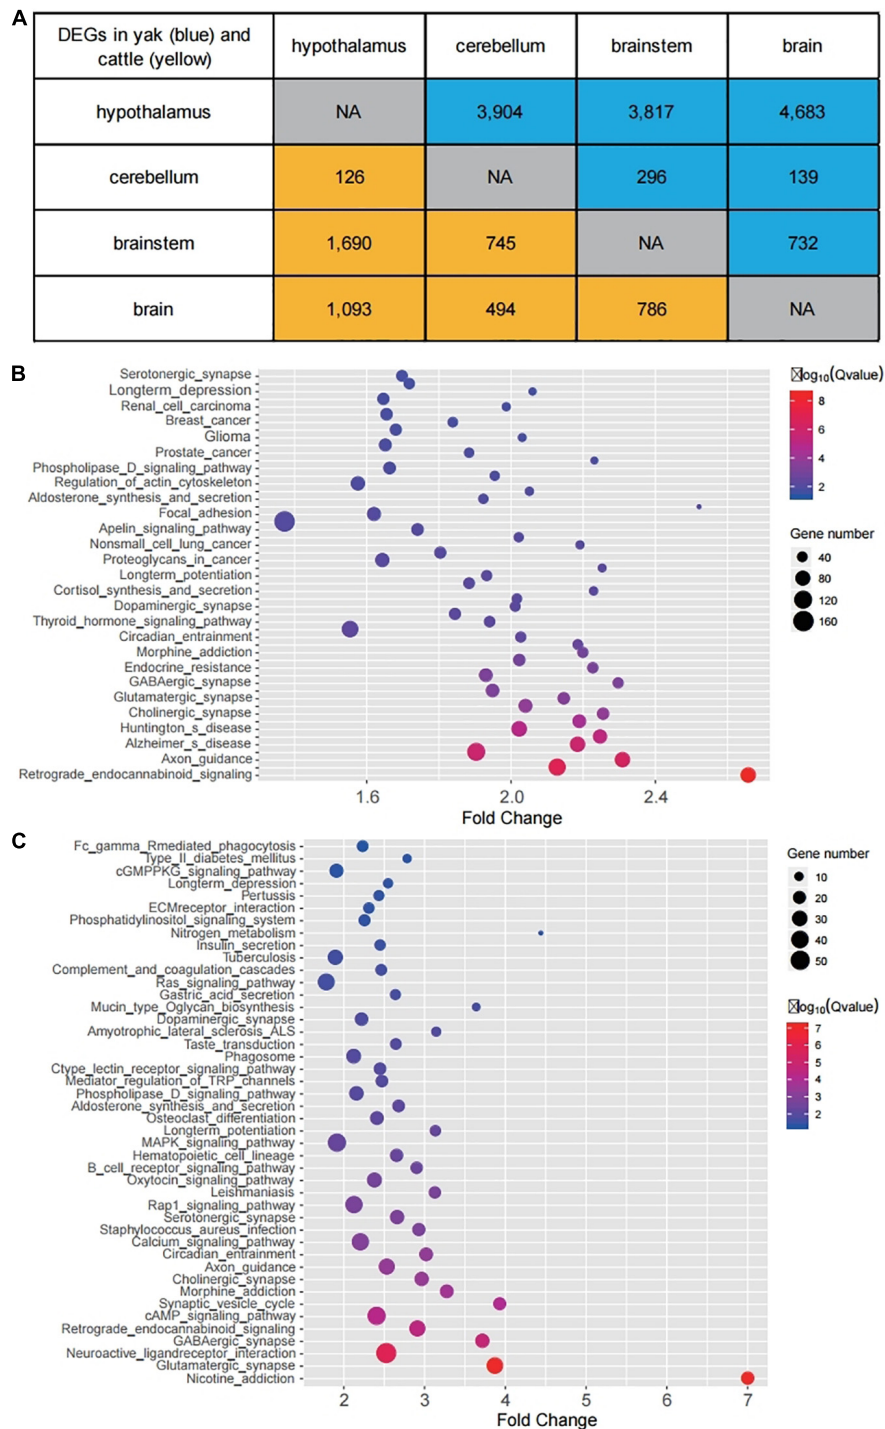 A
DEGs in yak (blue) and
cattle (yellow)
hypothalamus
cerebellum
brainstem
brain
hypothalamus
NA
3,904
3,817
4,683
cerebellum
126
NA
296
139
brainstem
1,690
745
NA
732
brain
1,093
494
786
NA
B
Serotonergic_synapse
Longterm_depression
Renal_cell_carcinoma
Breast_cancer
Glioma
Prostate_cancer
Phospholipase_D_signaling_pathway
Regulation_of_actin_cytoskeleton
Aldosterone_synthesis_and_secretion
Focal_adhesion
Apelin_signaling_pathway
Nonsmall_cell_lung_cancer
Proteoglycans_in_cancer
Longterm_potentiation
Cortisol_synthesis_and_secretion
Dopaminergic_synapse
Thyroid_hormone_signaling_pathway
Circadian_entrainment
Morphine_addiction
Endocrine_resistance
GABAergic_synapse
Glutamatergic_synapse
Cholinergic_synapse
Huntington_s_disease
Alzheimer_s_disease
Axon_guidance
Retrograde_endocannabinoid_signaling
1.6
2.0
2.4
Fold Change
log10(Qvalue)
8
6
4
2
Gene number
40
80
120
160
C
Fc_gamma_Rmediated_phagocytosis
Type_II_diabetes_mellitus
cGMPPKG_signaling_pathway
Longterm_depression
Pertussis
ECMreceptor_interaction
Phosphatidylinositol_signaling_system
Nitrogen_metabolism
Insulin_secretion
Tuberculosis
Complement_and_coagulation_cascades
Ras_signaling_pathway
Gastric_acid_secretion
Mucin_type_Oglycan_biosynthesis
Dopaminergic_synapse
Amyotrophic_lateral_sclerosis_ALS
Taste_transduction
Phagosome
Ctype_lectin_receptor_signaling_pathway
Mediator_regulation_of_TRP_channels
Phospholipase_D_signaling_pathway
Aldosterone_synthesis_and_secretion
Osteoclast_differentiation
Longterm_potentiation
MAPK_signaling_pathway
Hematopoietic_cell_lineage
B_cell_receptor_signaling_pathway
Oxytocin_signaling_pathway
Leishmaniasis
Rap1_signaling_pathway
Serotonergic_synapse
Staphylococcus_aureus_infection
Calcium_signaling_pathway
Circadian_entrainment
Axon_guidance
Cholinergic_synapse
Morphine_addiction
Synaptic_vesicle_cycle
cAMP_signaling_pathway
Retrograde_endocannabinoid_signaling
GABAergic_synapse
Neuroactive_ligandreceptor_interaction
Glutamatergic_synapse
Nicotine_addiction
2
3
4
5
6
7
Fold Change
Gene number
10
20
30
40
50
log10(Qvalue)
7
6
5
4
3
2